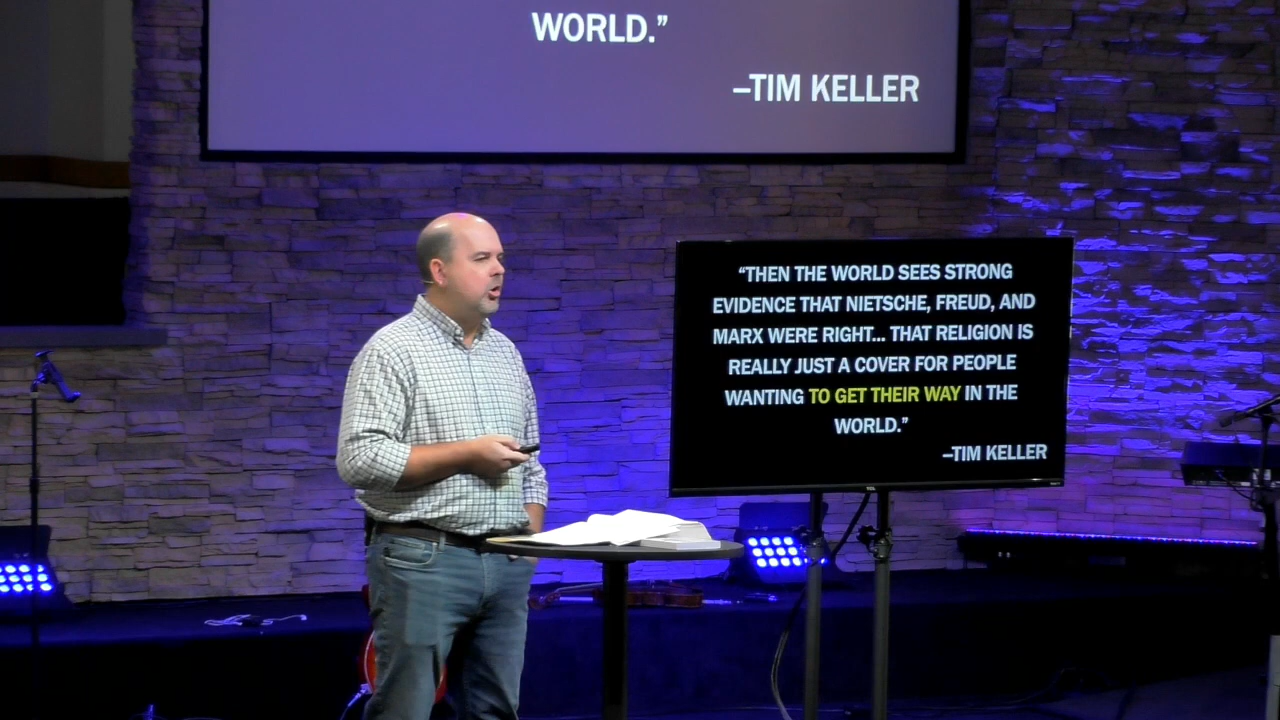 WORLD.”
–TIM KELLER
“THEN THE WORLD SEES STRONG
EVIDENCE THAT NIETSCHE, FREUD, AND
MARX WERE RIGHT... THAT RELIGION IS
REALLY JUST A COVER FOR PEOPLE
WANTING TO GET THEIR WAY IN THE
WORLD.”
–TIM KELLER